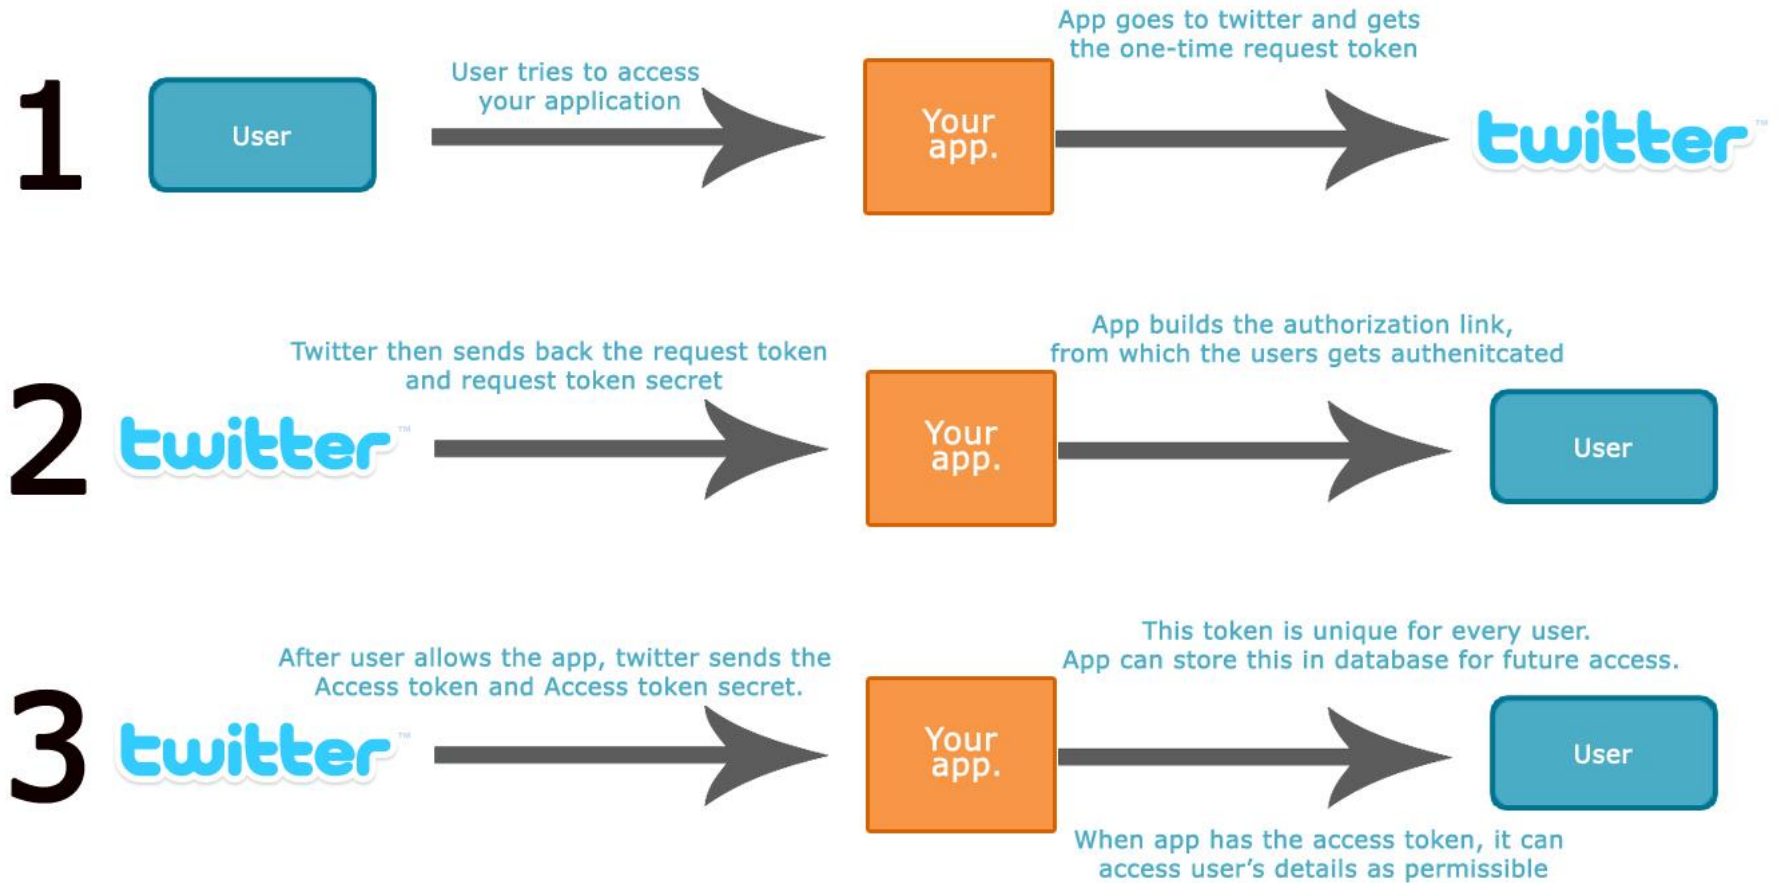 1
User
User tries to access
your application
Your
app.
App goes to twitter and gets
the one-time request token
twitter™
2
twitter™
Twitter then sends back the request token
and request token secret
Your
app.
App builds the authorization link,
from which the users gets authenitcated
User
3
twitter™
After user allows the app, twitter sends the
Access token and Access token secret.
Your
app.
This token is unique for every user.
App can store this in database for future access.
User
When app has the access token, it can
access user's details as permissible